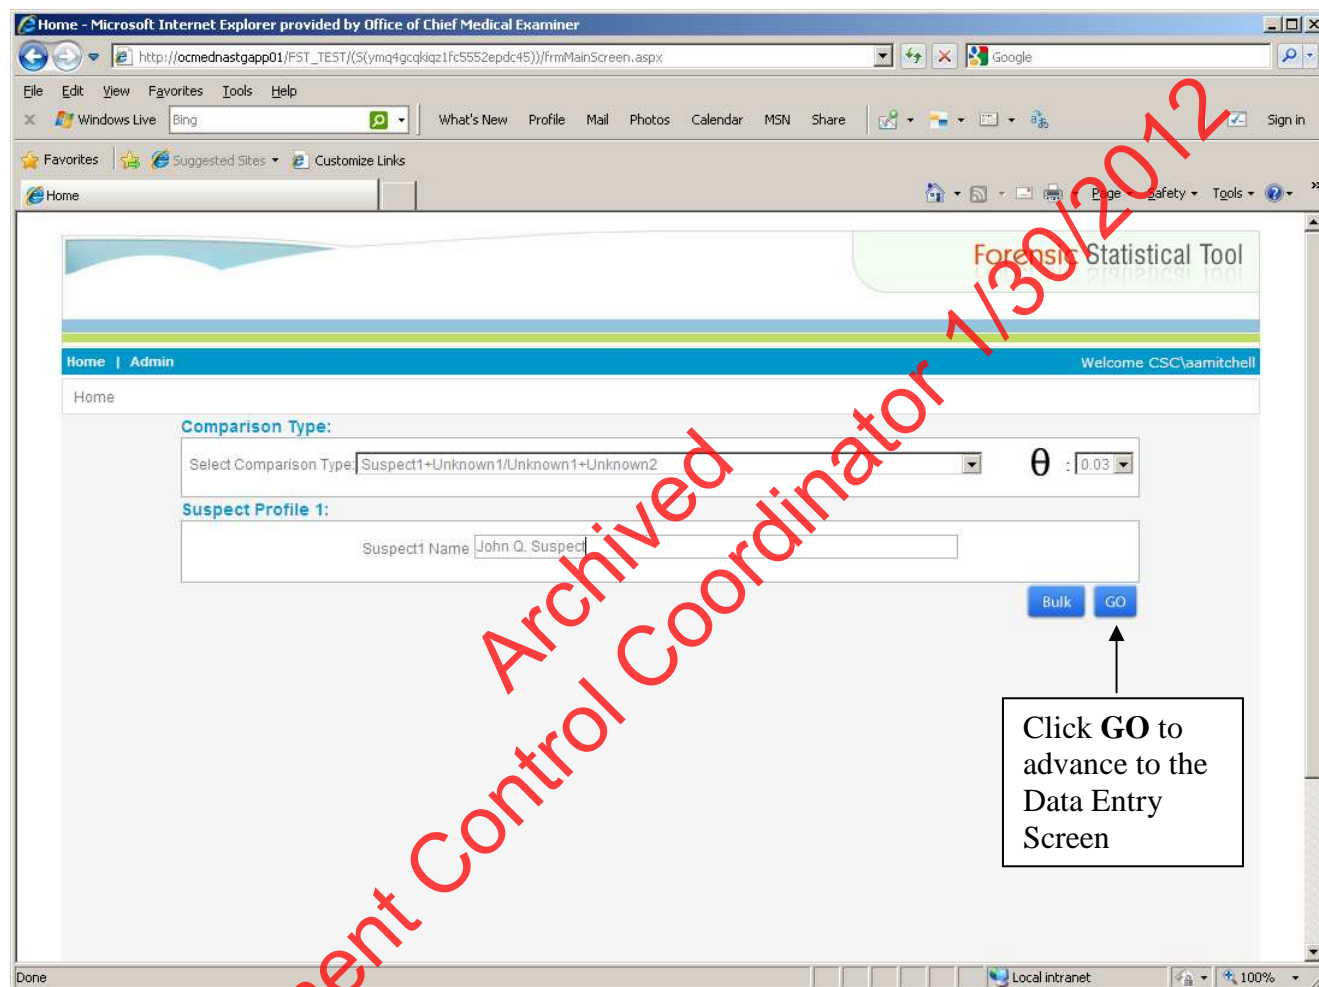 Home - Microsoft Internet Explorer provided by Office of Chief Medical Examiner
http://ocmednastgapp01/FST_TEST/(S(ymq4gcqkiqz1fc5552epdc45))/frmMainScreen.aspx
Google
File Edit View Favorites Tools Help
x Windows Live Bing What's New Profile Mail Photos Calendar MSN Share Sign in
Favorites Suggested Sites Customize Links
Home Page Safety Tools »
Forensic Statistical Tool
Home | Admin Welcome CSC\aamitchell
Home
Comparison Type:
Select Comparison Type: Suspect1+Unknown1/Unknown1+Unknown2 θ : 0.03
Suspect Profile 1:
Suspect1 Name John Q. Suspect
Bulk GO
Click GO to
advance to the
Data Entry
Screen
Done Local intranet 100%
Archived
ment Control Coordinator 1/30/2012